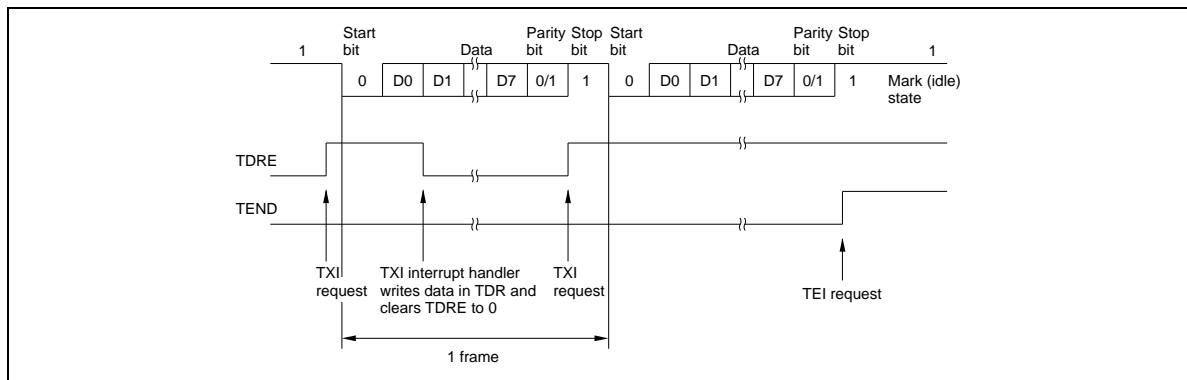 1
Start bit
Data
Parity bit
Stop bit
Start bit
Data
Parity bit
Stop bit
1
0 D0 D1 D7 0/1 1 0 D0 D1 D7 0/1 1
Mark (idle) state
TDRE
TEND
TXI request
TXI interrupt handler
writes data in TDR and
clears TDRE to 0
TXI request
TEI request
1 frame